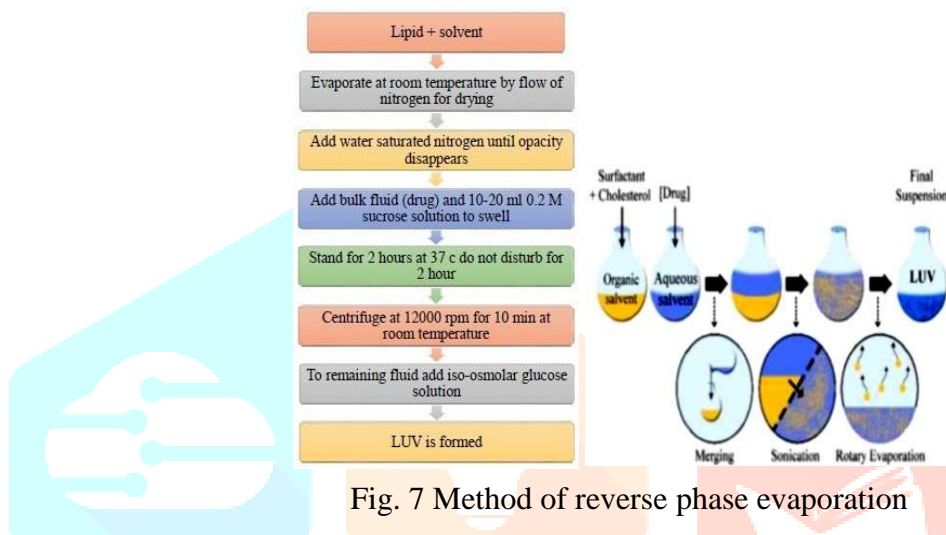 Lipid + solvent
Evaporate at room temperature by flow of
nitrogen for drying
Add water saturated nitrogen until opacity
disappears
Add bulk fluid (drug) and 10-20 ml 0.2 M
sucrose solution to swell
Stand for 2 hours at 37 c do not disturb for
2 hour
Centrifuge at 12000 rpm for 10 min at
room temperature
To remaining fluid add iso-osmolar glucose
solution
LUV is formed
Surfactant
+ Cholesterol
[Drug]
Final
Suspension
Organic
salvent
Aqueous
salvent
LUV
Merging
Sonication
Rotary Evaporation
Fig. 7 Method of reverse phase evaporation